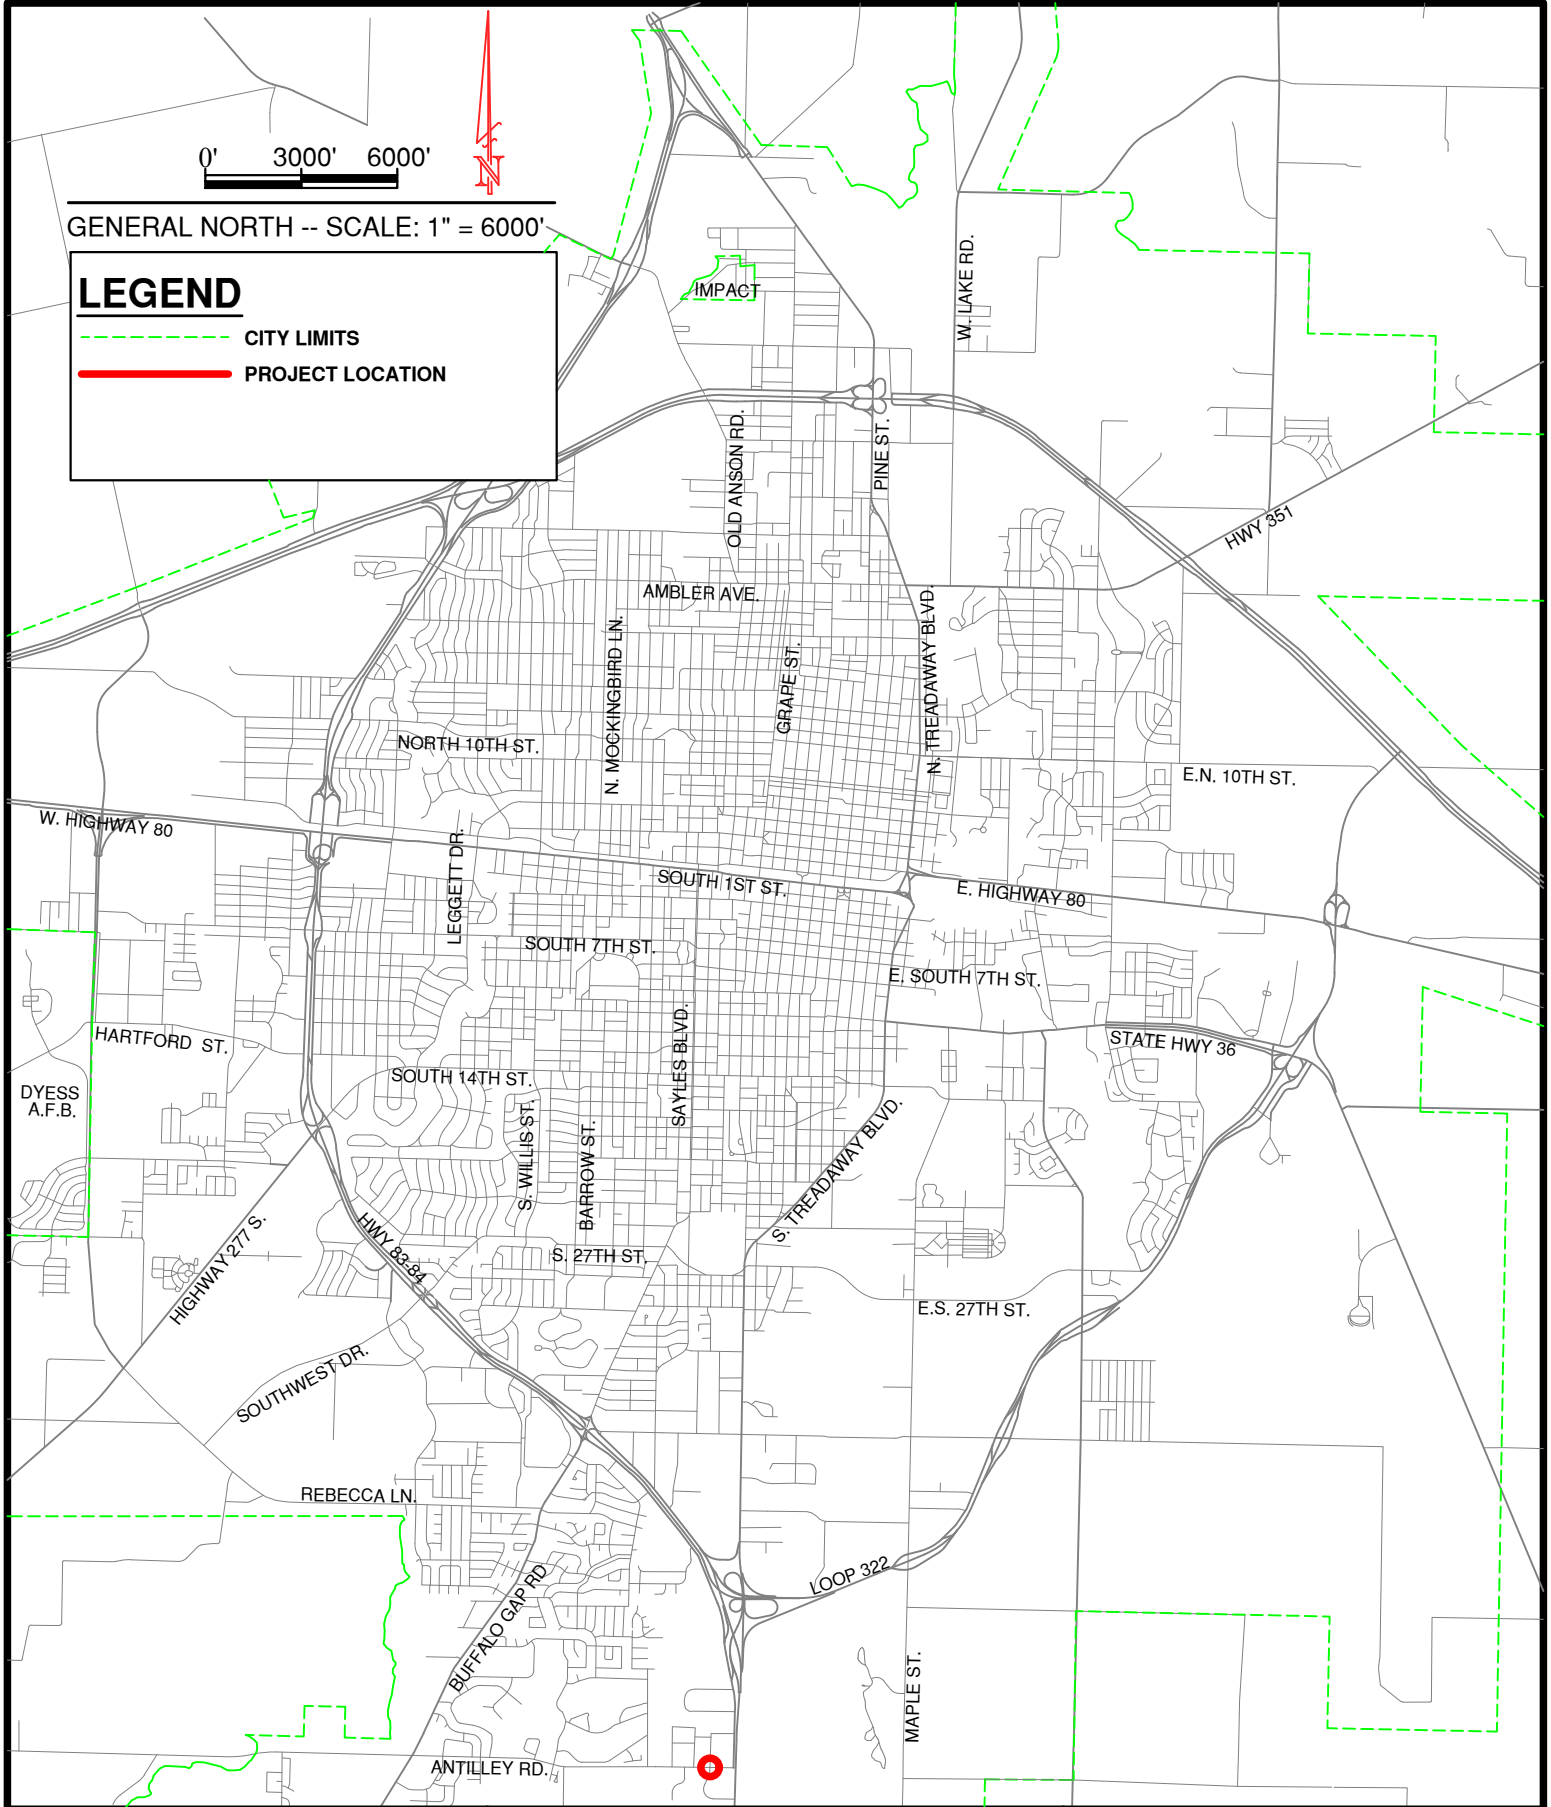 0' 3000' 6000'
N
GENERAL NORTH -- SCALE: 1" = 6000'
LEGEND
CITY LIMITS
PROJECT LOCATION
IMPACT
W. LAKE RD.
OLD ANSON RD.
PINE ST.
HWY 351
AMBLER AVE.
N. MOCKINGBIRD LN.
GRAPE ST.
N. TREADAWAY BLVD.
NORTH 10TH ST.
E.N. 10TH ST.
W. HIGHWAY 80
LEGGETT DR.
SOUTH 1ST ST.
E. HIGHWAY 80
SOUTH 7TH ST.
E. SOUTH 7TH ST.
HARTFORD ST.
STATE HWY 36
SAYLES BLVD.
SOUTH 14TH ST.
DYESS
A.F.B.
S. WILLIS ST.
BARROW ST.
S. TREADAWAY BLVD.
HIGHWAY 277 S.
HWY 83-84
S. 27TH ST.
E.S. 27TH ST.
SOUTHWEST DR.
REBECCA LN.
LOOP 322
BUFFALO GAP RD
MAPLE ST.
ANTILLEY RD.